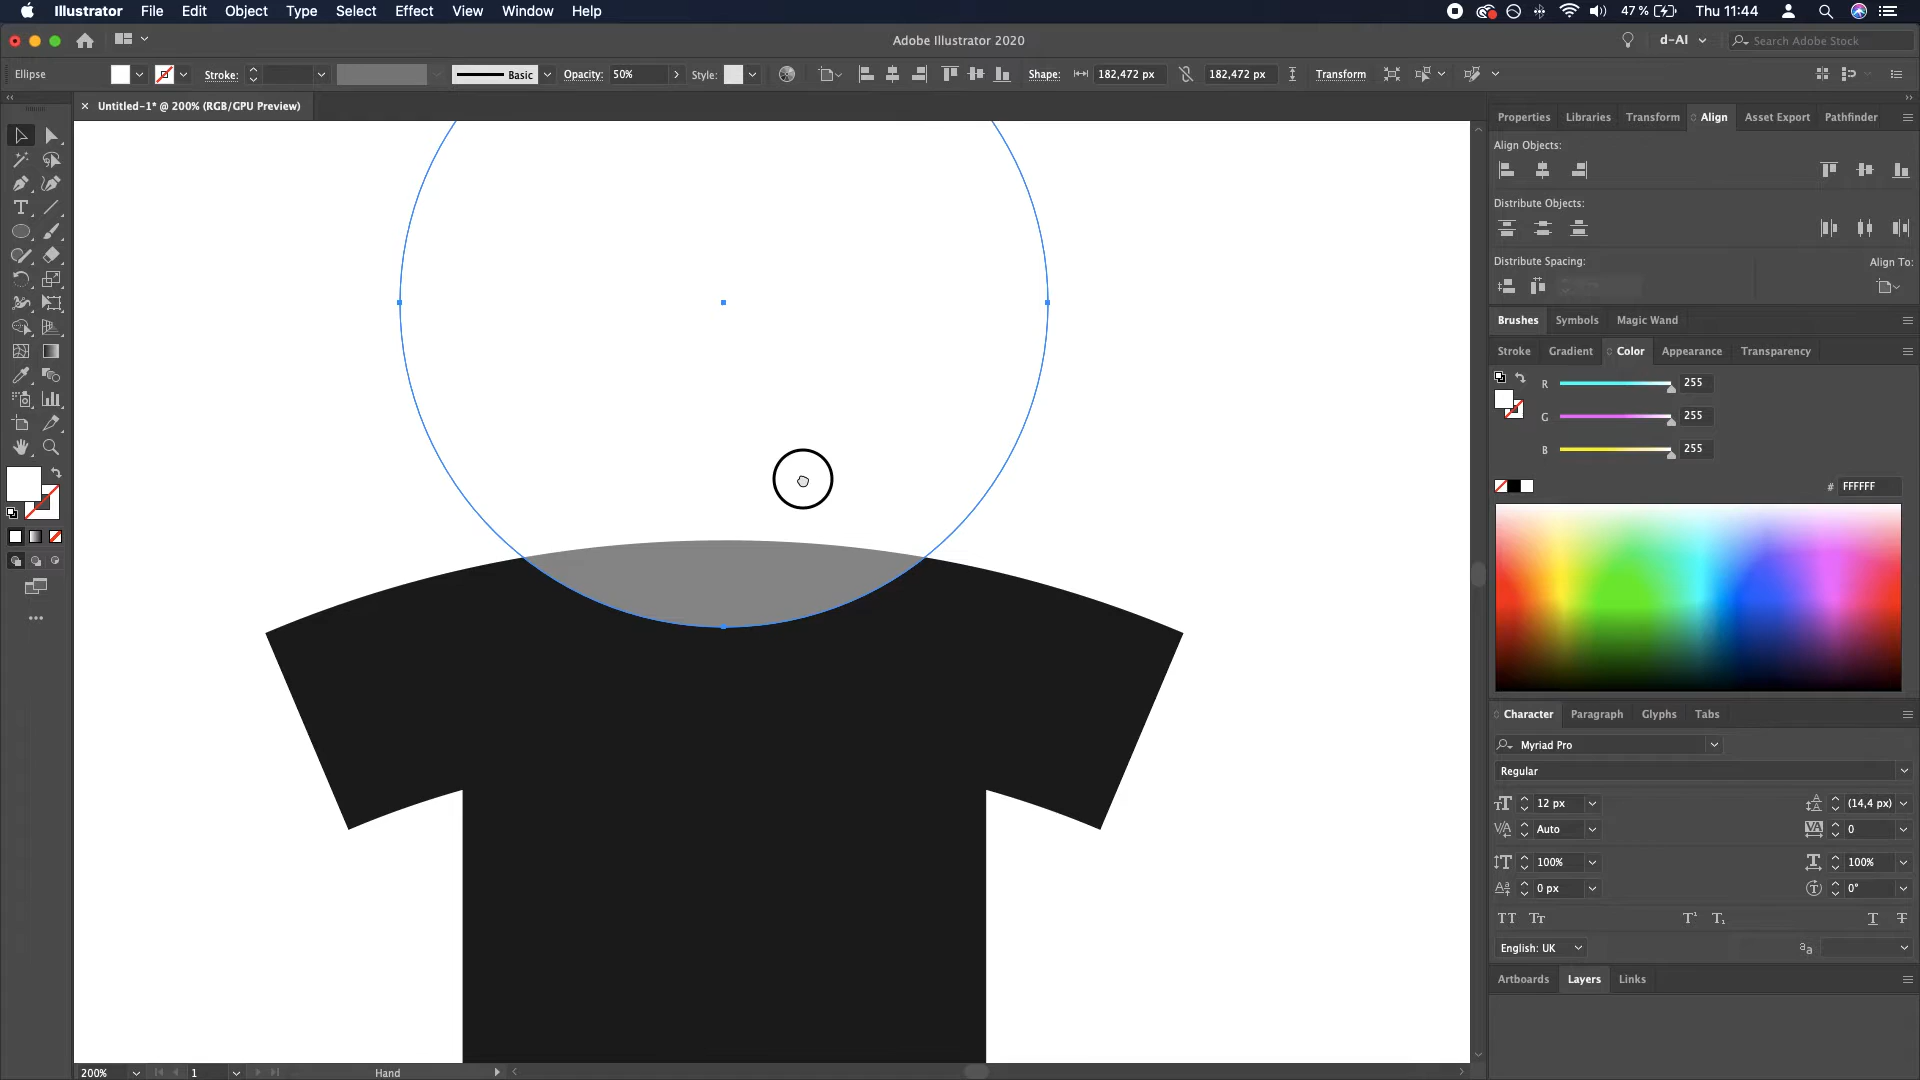 Illustrator File Edit Object Type Select Effect View Window Help 47 % Thu 11:44
Adobe Illustrator 2020 d-AI Search Adobe Stock
Ellipse Stroke: Basic Opacity: 50% Style: Shape: 182,472 px 182,472 px Transform
Untitled-1* @ 200% (RGB/GPU Preview)
Properties Libraries Transform Align Asset Export Pathfinder
Align Objects:
Distribute Objects:
Distribute Spacing: Align To:
Brushes Symbols Magic Wand
Stroke Gradient Color Appearance Transparency
R 255
G 255
B 255
# FFFFFF
Character Paragraph Glyphs Tabs
Myriad Pro
Regular
12 px (14,4 px)
Auto 0
100% 100%
0 px 0°
English: UK
Artboards Layers Links
200% 1 Hand